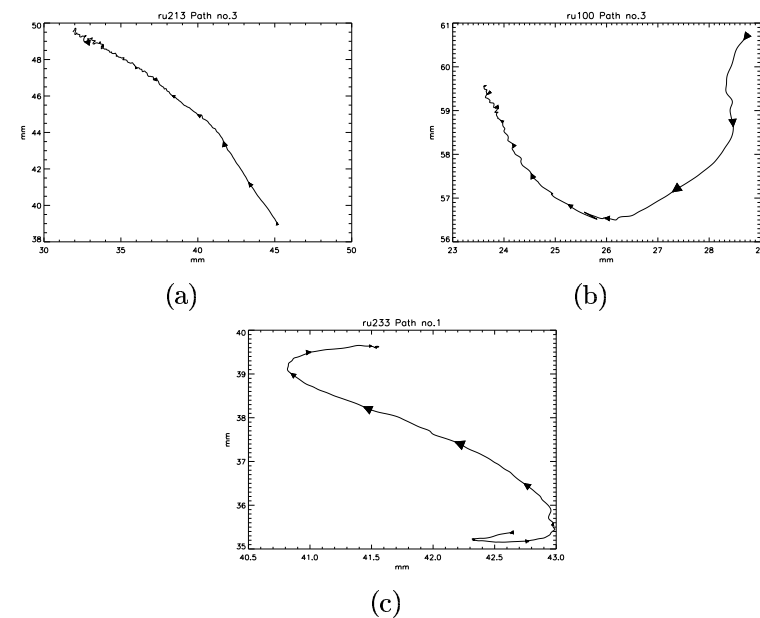 ru213 Path no.3
50
48
46
44
42
40
38
mm
30 35 40 45 50
mm
(a)
ru100 Path no.3
61
60
59
58
57
56
mm
23 24 25 26 27 28 29
mm
(b)
ru233 Path no.1
40
39
38
37
36
35
mm
40.5 41.0 41.5 42.0 42.5 43.0
mm
(c)